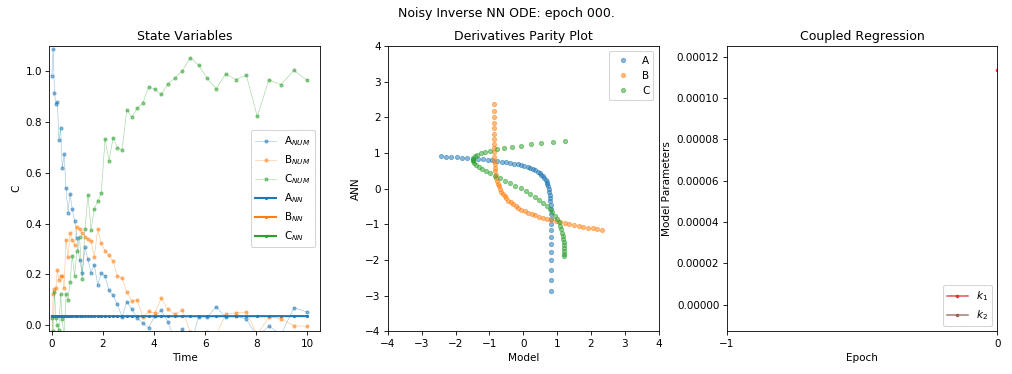 Noisy Inverse NN ODE: epoch 000.
State Variables
1.0
0.8
0.6
0.4
0.2
0.0
C
0
2
4
6
8
10
Time
A_NUM
B_NUM
C_NUM
A_NN
B_NN
C_NN
Derivatives Parity Plot
4
3
2
1
0
−1
−2
−3
−4
ANN
−4
−3
−2
−1
0
1
2
3
4
Model
A
B
C
Coupled Regression
0.00012
0.00010
0.00008
0.00006
0.00004
0.00002
0.00000
Model Parameters
−1
0
Epoch
k₁
k₂